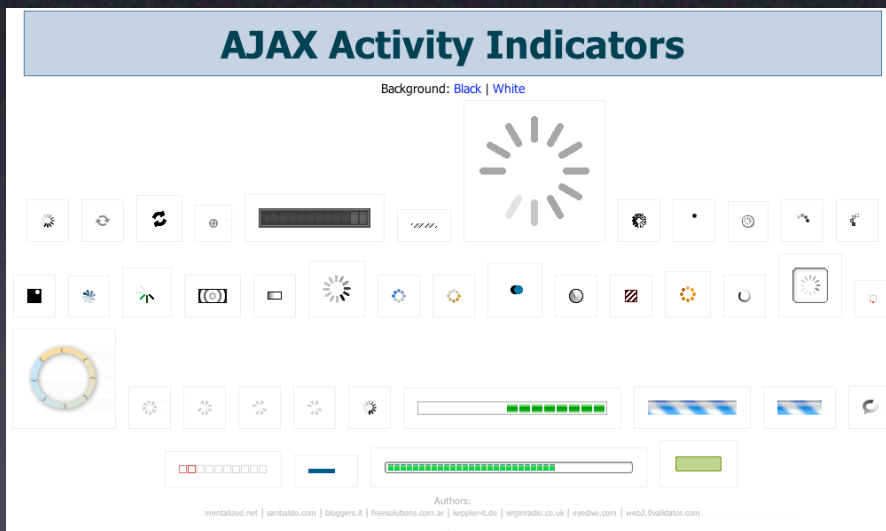 AJAX Activity Indicators
Background: Black | White
Authors:
mentalized.net | sanbaldo.com | bloggers.it | freesolutions.com.ar | keppler-it.de | virginradio.co.uk | eyedive.com | web2.0validator.com